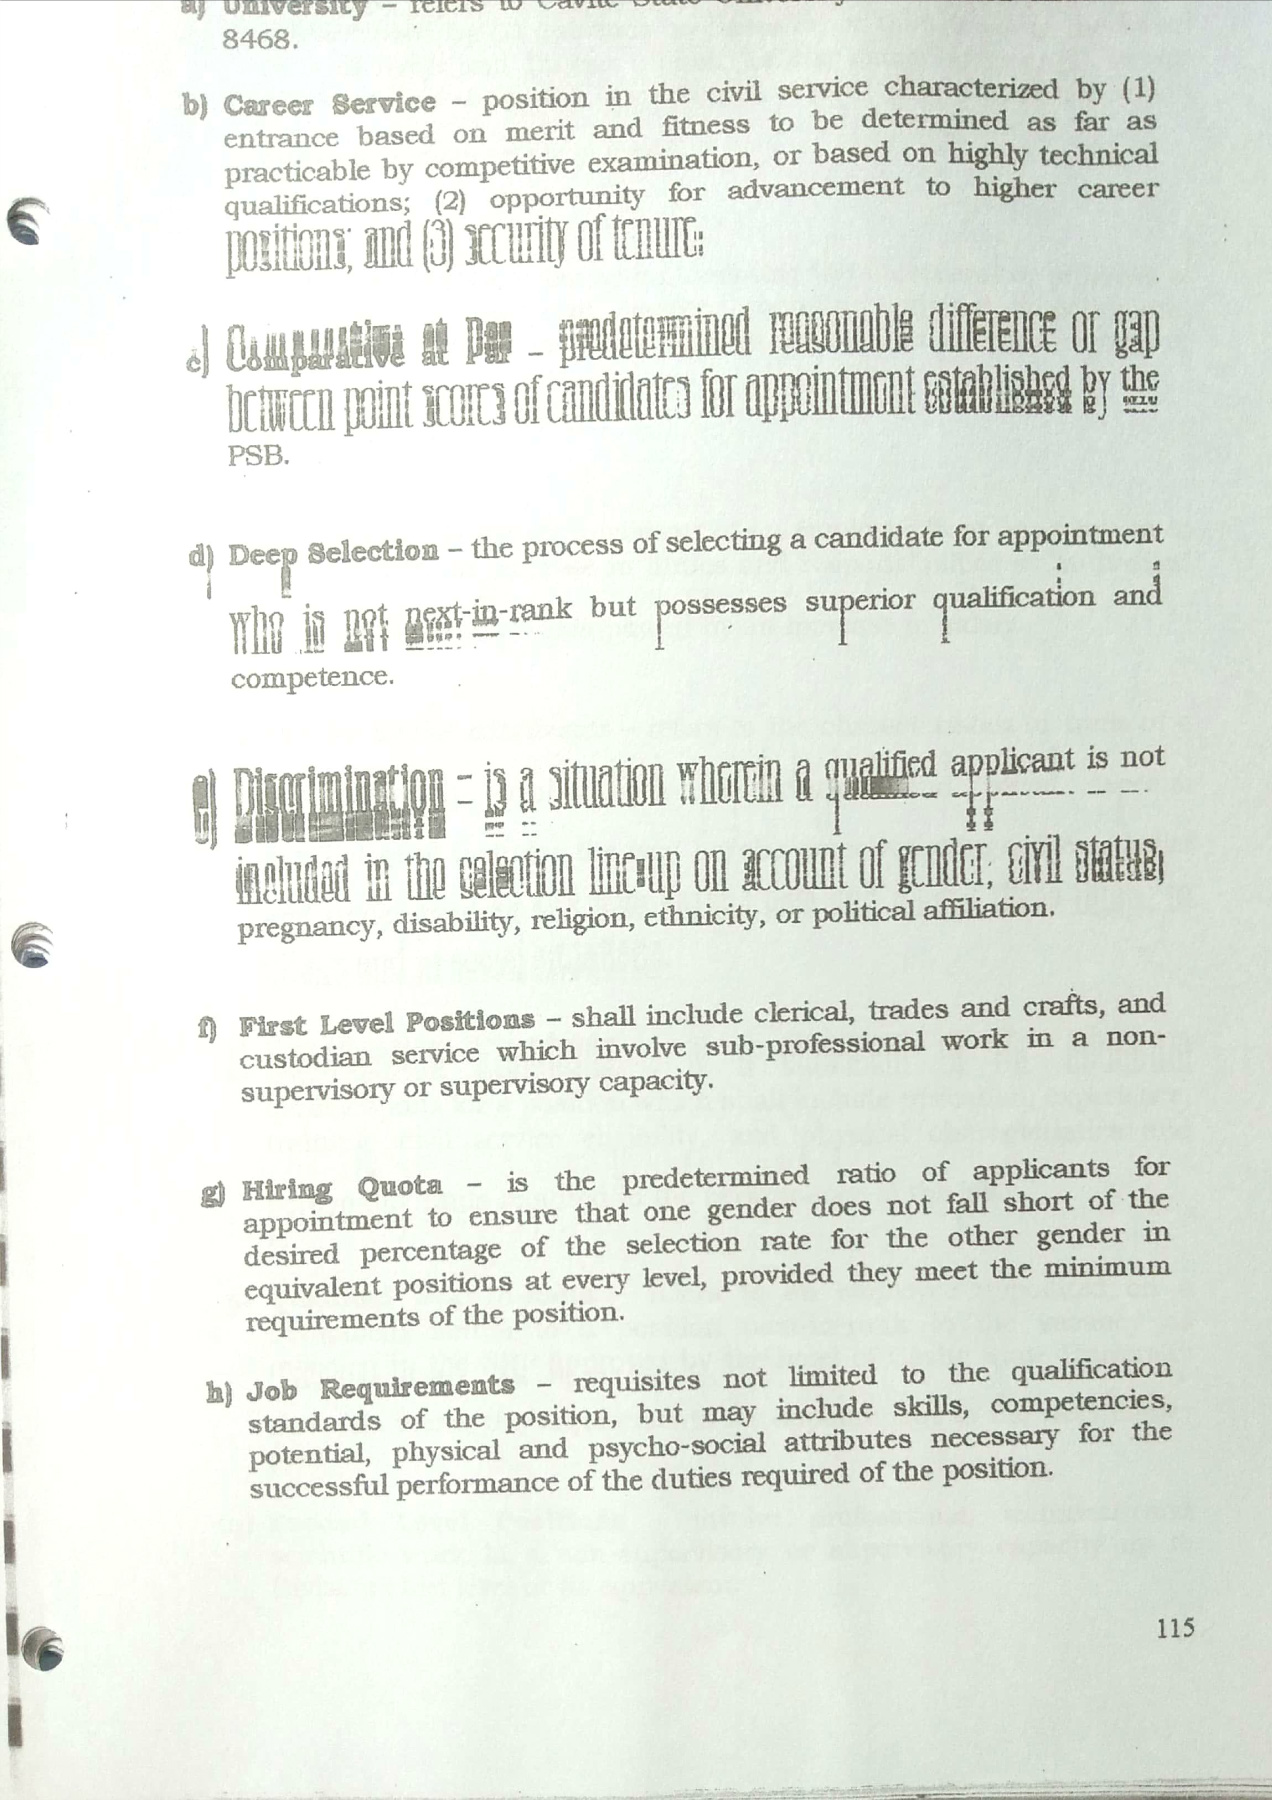 a) University – refers to Cavite State University
8468.
b) Career Service – position in the civil service characterized by (1)
entrance based on merit and fitness to be determined as far as
practicable by competitive examination, or based on highly technical
qualifications; (2) opportunity for advancement to higher career
positions; and (3) security of tenure.
c) Comparative at Par – predetermined reasonable difference or gap
between point scores of candidates for appointment established by the
PSB.
d) Deep Selection – the process of selecting a candidate for appointment
who is not next-in-rank but possesses superior qualification and
competence.
e) Discrimination – is a situation wherein a qualified applicant is not
included in the selection line-up on account of gender, civil status,
pregnancy, disability, religion, ethnicity, or political affiliation.
f) First Level Positions – shall include clerical, trades and crafts, and
custodian service which involve sub-professional work in a non-
supervisory or supervisory capacity.
g) Hiring Quota – is the predetermined ratio of applicants for
appointment to ensure that one gender does not fall short of the
desired percentage of the selection rate for the other gender in
equivalent positions at every level, provided they meet the minimum
requirements of the position.
h) Job Requirements – requisites not limited to the qualification
standards of the position, but may include skills, competencies,
potential, physical and psycho-social attributes necessary for the
successful performance of the duties required of the position.
115